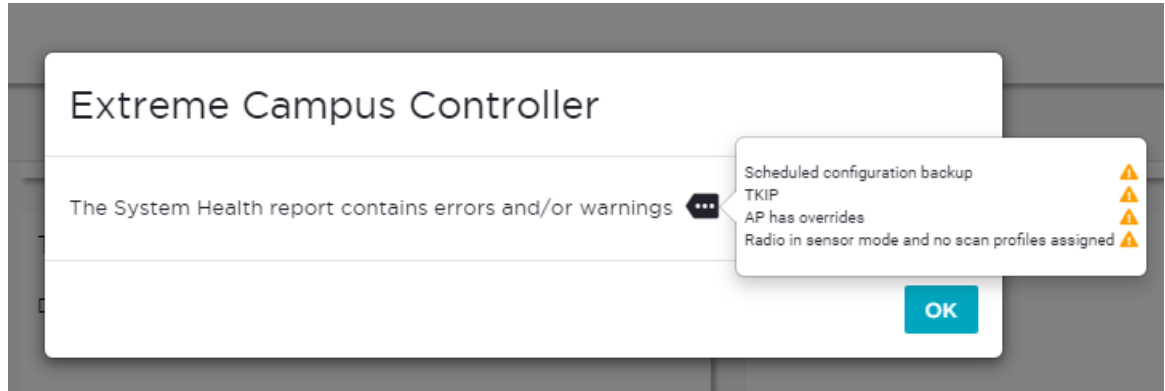 Extreme Campus Controller
The System Health report contains errors and/or warnings
Scheduled configuration backup
TKIP
AP has overrides
Radio in sensor mode and no scan profiles assigned
OK